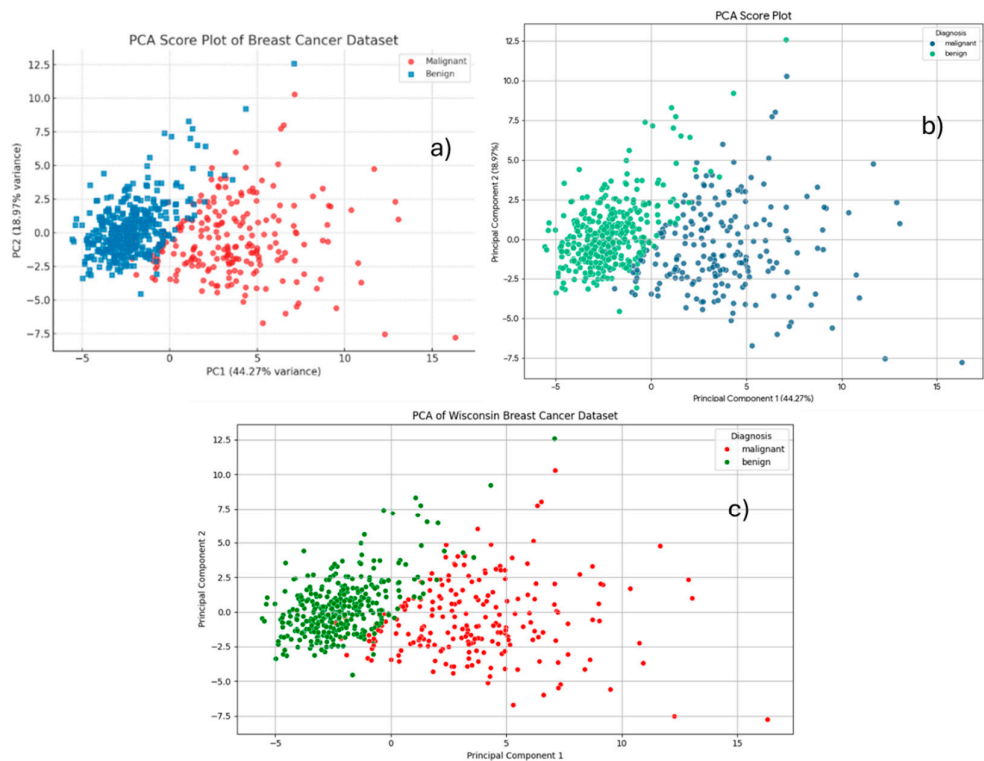 PCA Score Plot of Breast Cancer Dataset
Malignant
Benign
a)
12.5
10.0
7.5
5.0
2.5
0.0
−2.5
−5.0
−7.5
PC2 (18.97% variance)
−5
0
5
10
15
PC1 (44.27% variance)
PCA Score Plot
Diagnosis
malignant
benign
b)
12.5
10.0
7.5
5.0
2.5
0.0
−2.5
−5.0
−7.5
Principal Component 2 (18.97%)
−5
0
5
10
15
Principal Component 1 (44.27%)
PCA of Wisconsin Breast Cancer Dataset
Diagnosis
malignant
benign
c)
12.5
10.0
7.5
5.0
2.5
0.0
−2.5
−5.0
−7.5
Principal Component 2
−5
0
5
10
15
Principal Component 1